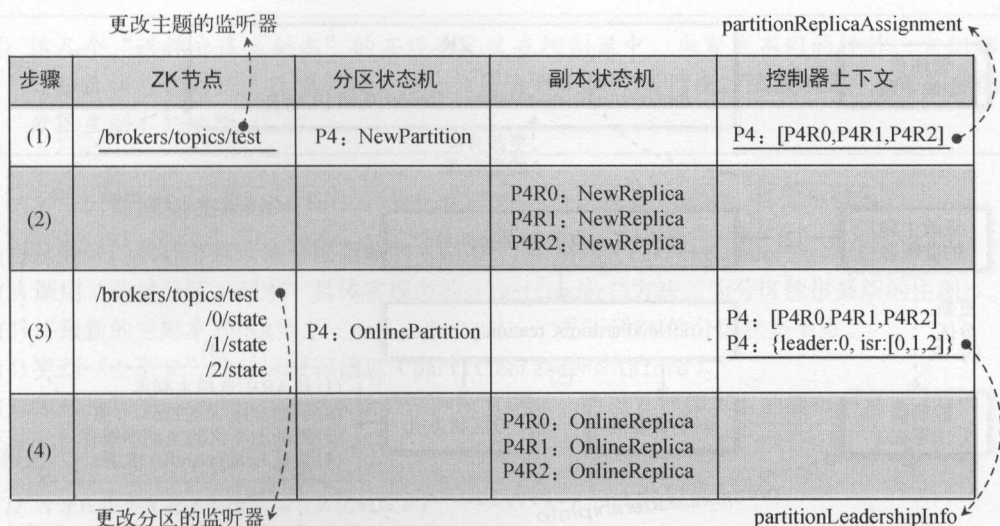 更改主题的监听器
partitionReplicaAssignment
步骤 ZK节点 分区状态机 副本状态机 控制器上下文
(1) /brokers/topics/test P4：NewPartition P4：[P4R0,P4R1,P4R2]
(2) P4R0：NewReplica
P4R1：NewReplica
P4R2：NewReplica
(3) /brokers/topics/test
/0/state
/1/state
/2/state
P4：OnlinePartition
P4：[P4R0,P4R1,P4R2]
P4：{leader:0, isr:[0,1,2]}
(4) P4R0：OnlineReplica
P4R1：OnlineReplica
P4R2：OnlineReplica
更改分区的监听器
partitionLeadershipInfo